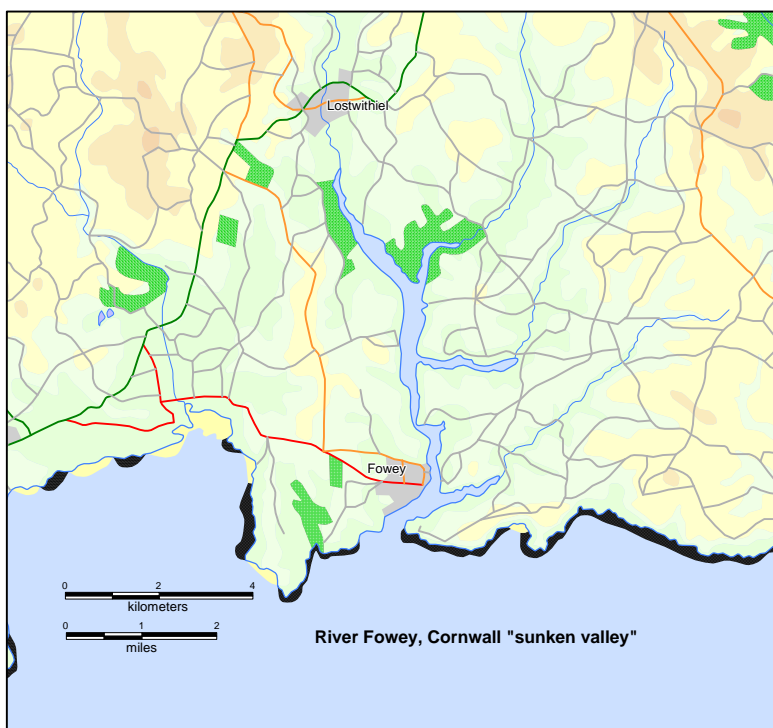 Lostwithiel
Fowey
0 2 4
kilometers
0 1 2
miles
River Fowey, Cornwall "sunken valley"